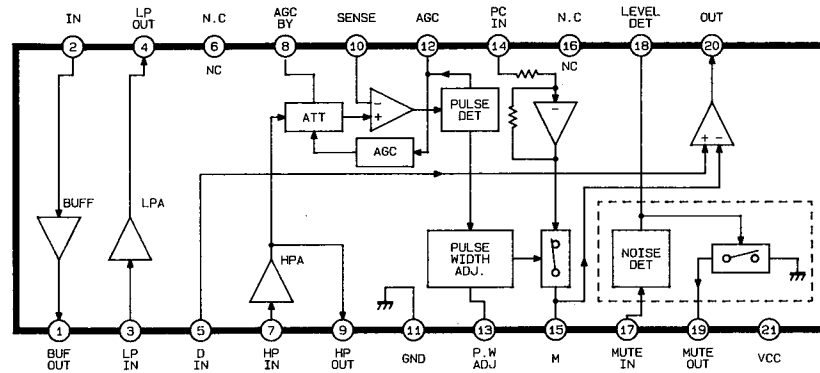 IN
LP
OUT
N.C
AGC
BY
SENSE
AGC
PC
IN
N.C
LEVEL
DET
OUT
2
4
6
8
10
12
14
16
18
20
NC
NC
ATT
-
+
PULSE
DET
-
AGC
+ -
BUFF
LPA
HPA
PULSE
WIDTH
ADJ.
NOISE
DET
1
3
5
7
9
11
13
15
17
19
21
BUF
OUT
LP
IN
D
IN
HP
IN
HP
OUT
GND
P.W
ADJ
M
MUTE
IN
MUTE
OUT
VCC